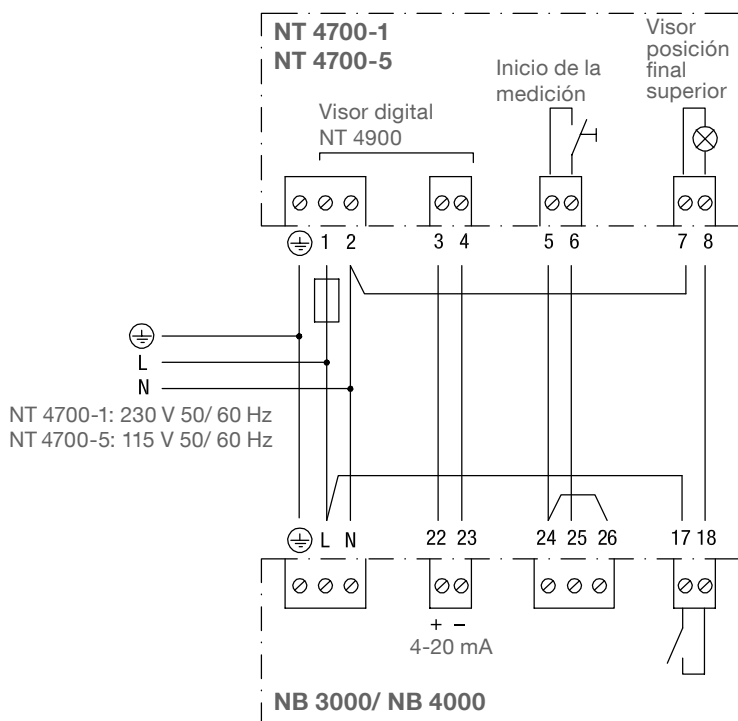 NT 4700-1
NT 4700-5
Visor
posición
final
superior
Inicio de la
medición
Visor digital
NT 4900
1 2 3 4 5 6 7 8
L
N
NT 4700-1: 230 V 50/ 60 Hz
NT 4700-5: 115 V 50/ 60 Hz
L N 22 23 24 25 26 17 18
+ –
4-20 mA
NB 3000/ NB 4000